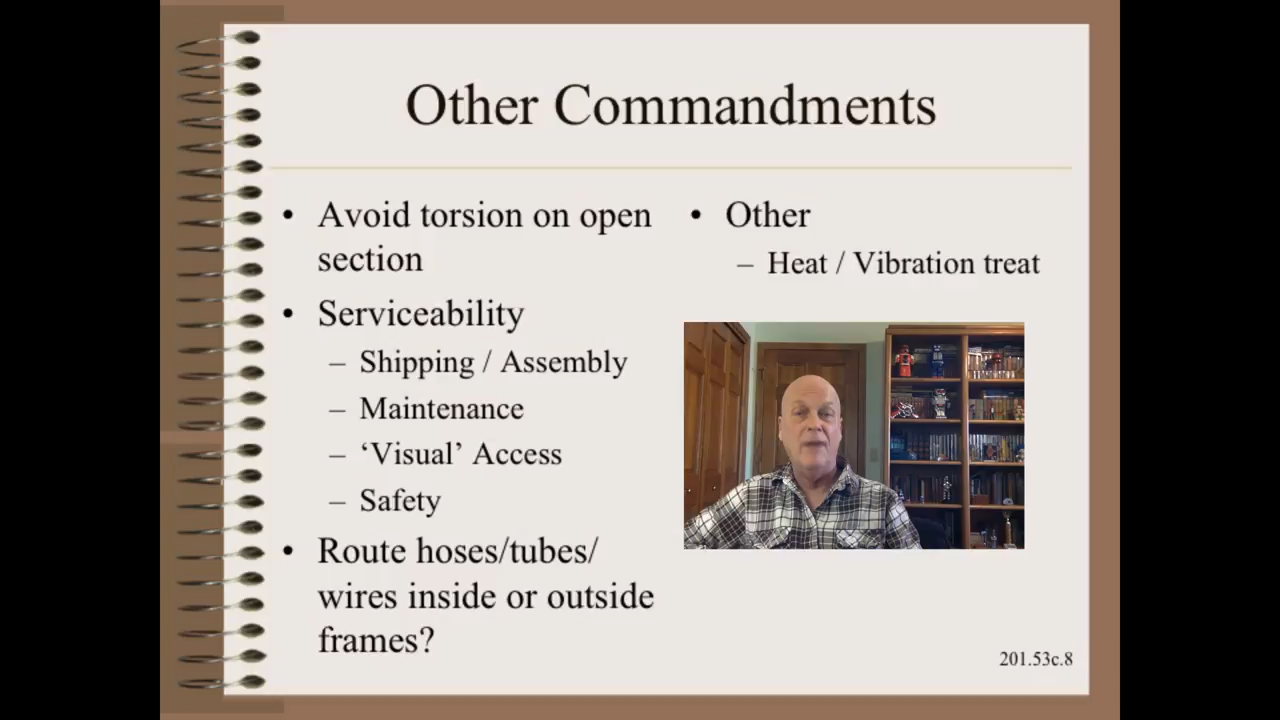 Other Commandments
• Avoid torsion on open
section
• Serviceability
– Shipping / Assembly
– Maintenance
– ‘Visual’ Access
– Safety
• Route hoses/tubes/
wires inside or outside
frames?
• Other
– Heat / Vibration treat
201.53c.8